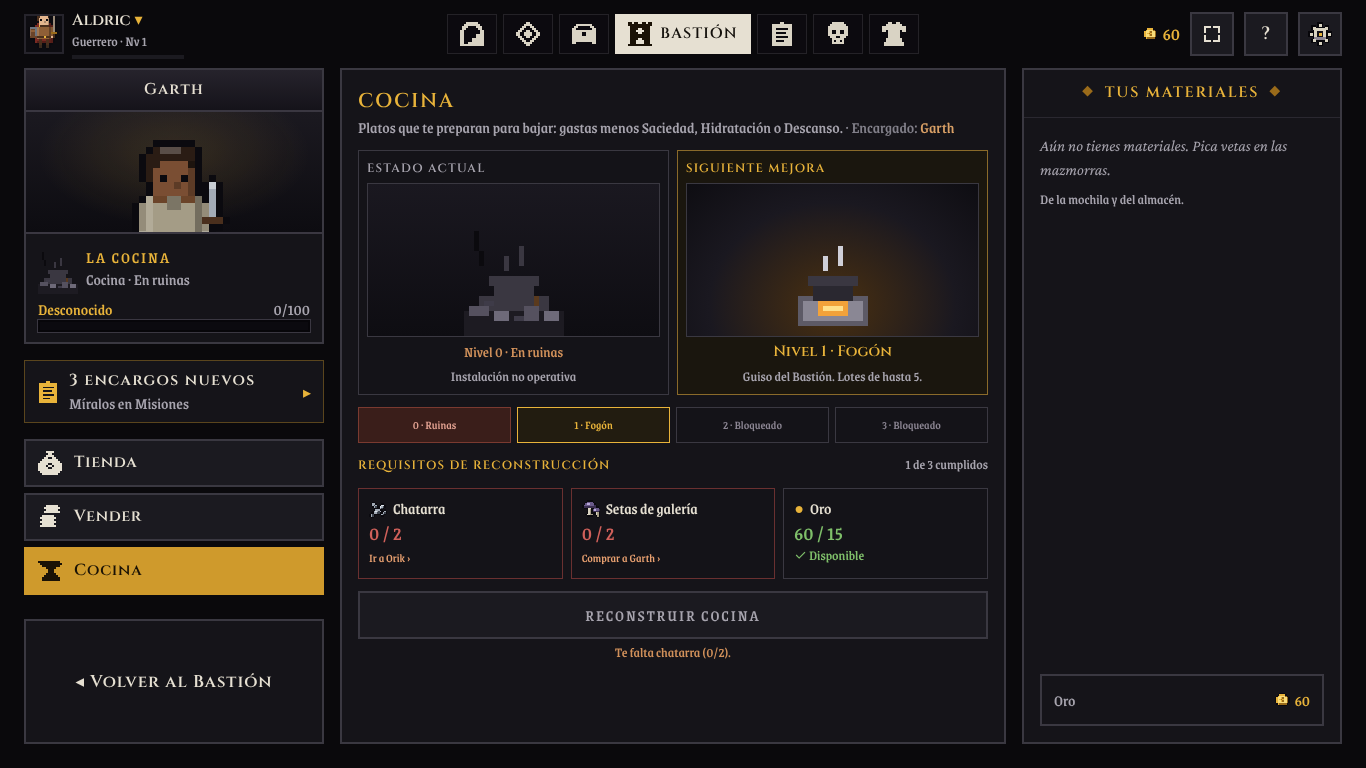 Aldric ▾
Guerrero · Nv 1
Bastión
60
?
Garth
La Cocina
Cocina · En ruinas
Desconocido 0/100
3 encargos nuevos
Míralos en Misiones
▸
Tienda
Vender
Cocina
◂ Volver al Bastión
Cocina
Platos que te preparan para bajar: gastas menos Saciedad, Hidratación o Descanso. · Encargado: Garth
Estado actual
Nivel 0 · En ruinas
Instalación no operativa
Siguiente mejora
Nivel 1 · Fogón
Guiso del Bastión. Lotes de hasta 5.
0 · Ruinas
1 · Fogón
2 · Bloqueado
3 · Bloqueado
Requisitos de reconstrucción
1 de 3 cumplidos
Chatarra
0 / 2
Ir a Orik ›
Setas de galería
0 / 2
Comprar a Garth ›
Oro
60 / 15
✓ Disponible
Reconstruir cocina
Te falta chatarra (0/2).
◆ Tus materiales ◆
Aún no tienes materiales. Pica vetas en las
mazmorras.
De la mochila y del almacén.
Oro 60